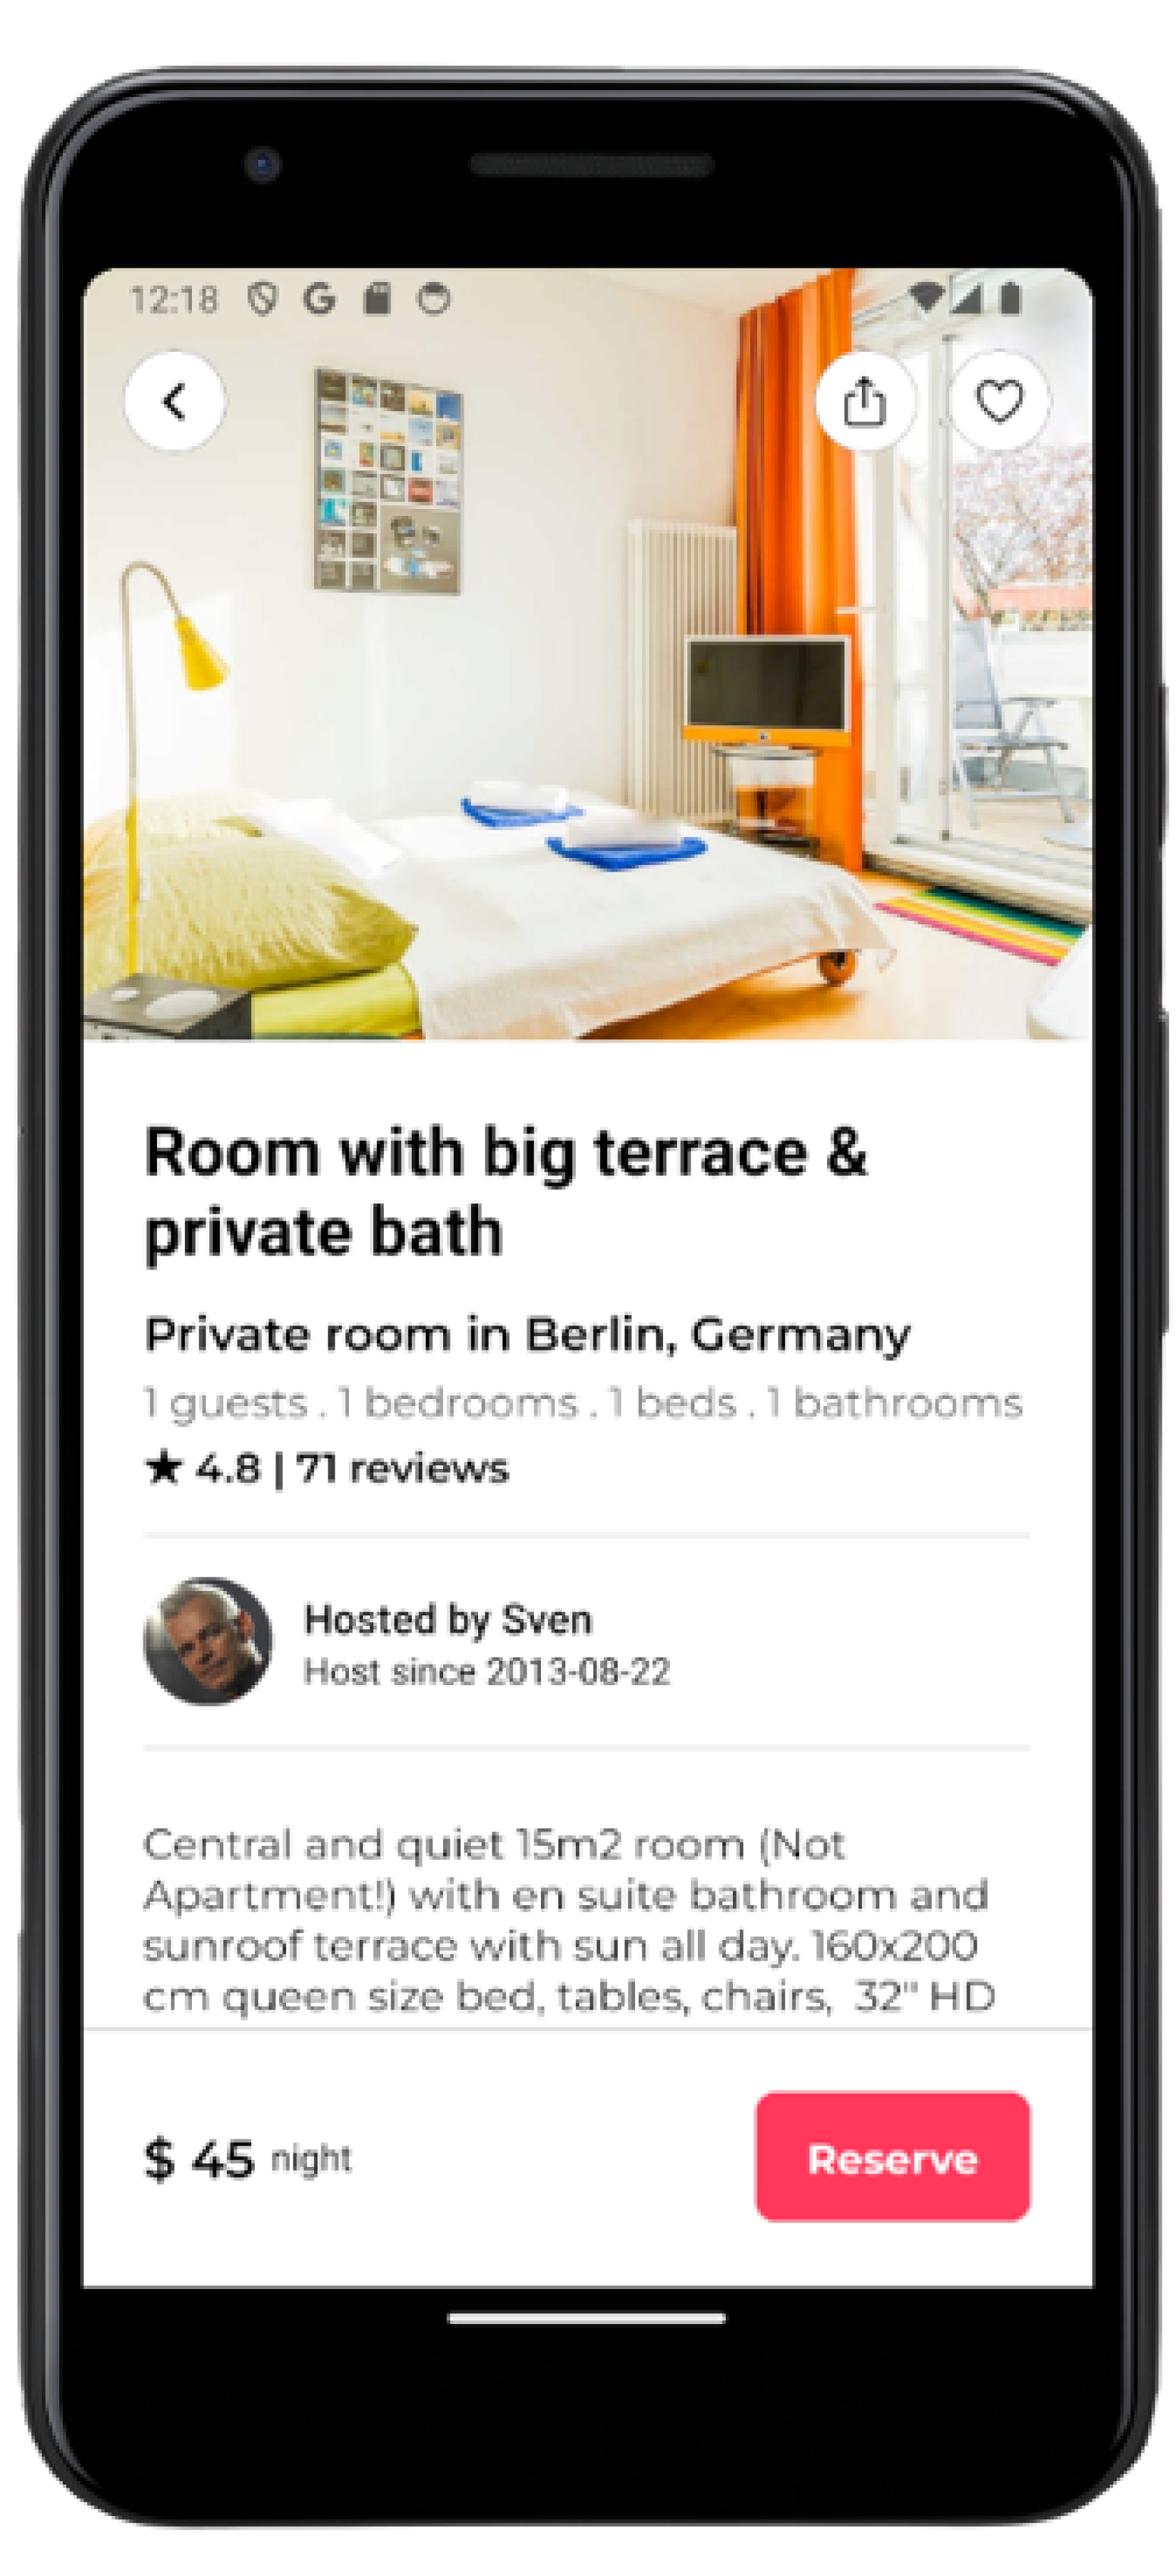 12:18
Room with big terrace &
private bath
Private room in Berlin, Germany
1 guests . 1 bedrooms . 1 beds . 1 bathrooms
★ 4.8 | 71 reviews
Hosted by Sven
Host since 2013-08-22
Central and quiet 15m2 room (Not
Apartment!) with en suite bathroom and
sunroof terrace with sun all day. 160x200
cm queen size bed, tables, chairs,  32" HD
$ 45 night
Reserve